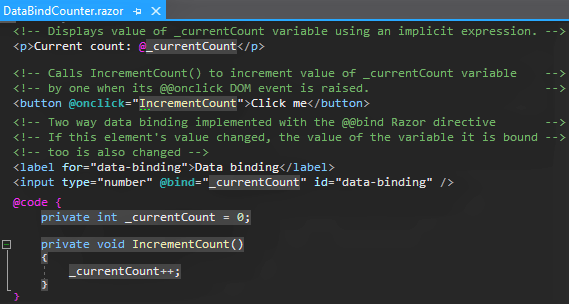 DataBindCounter.razor
<!-- Displays value of _currentCount variable using an implicit expression. -->
<p>Current count: @_currentCount</p>
<!-- Calls IncrementCount() to increment value of _currentCount variable -->
<!-- by one when its @@onclick DOM event is raised. -->
<button @onclick="IncrementCount">Click me</button>
<!-- Two way data binding implemented with the @@bind Razor directive -->
<!-- If this element's value changed, the value of the variable it is bound -->
<!-- too is also changed -->
<label for="data-binding">Data binding</label>
<input type="number" @bind="_currentCount" id="data-binding" />
@code {
private int _currentCount = 0;
private void IncrementCount()
{
_currentCount++;
}
}